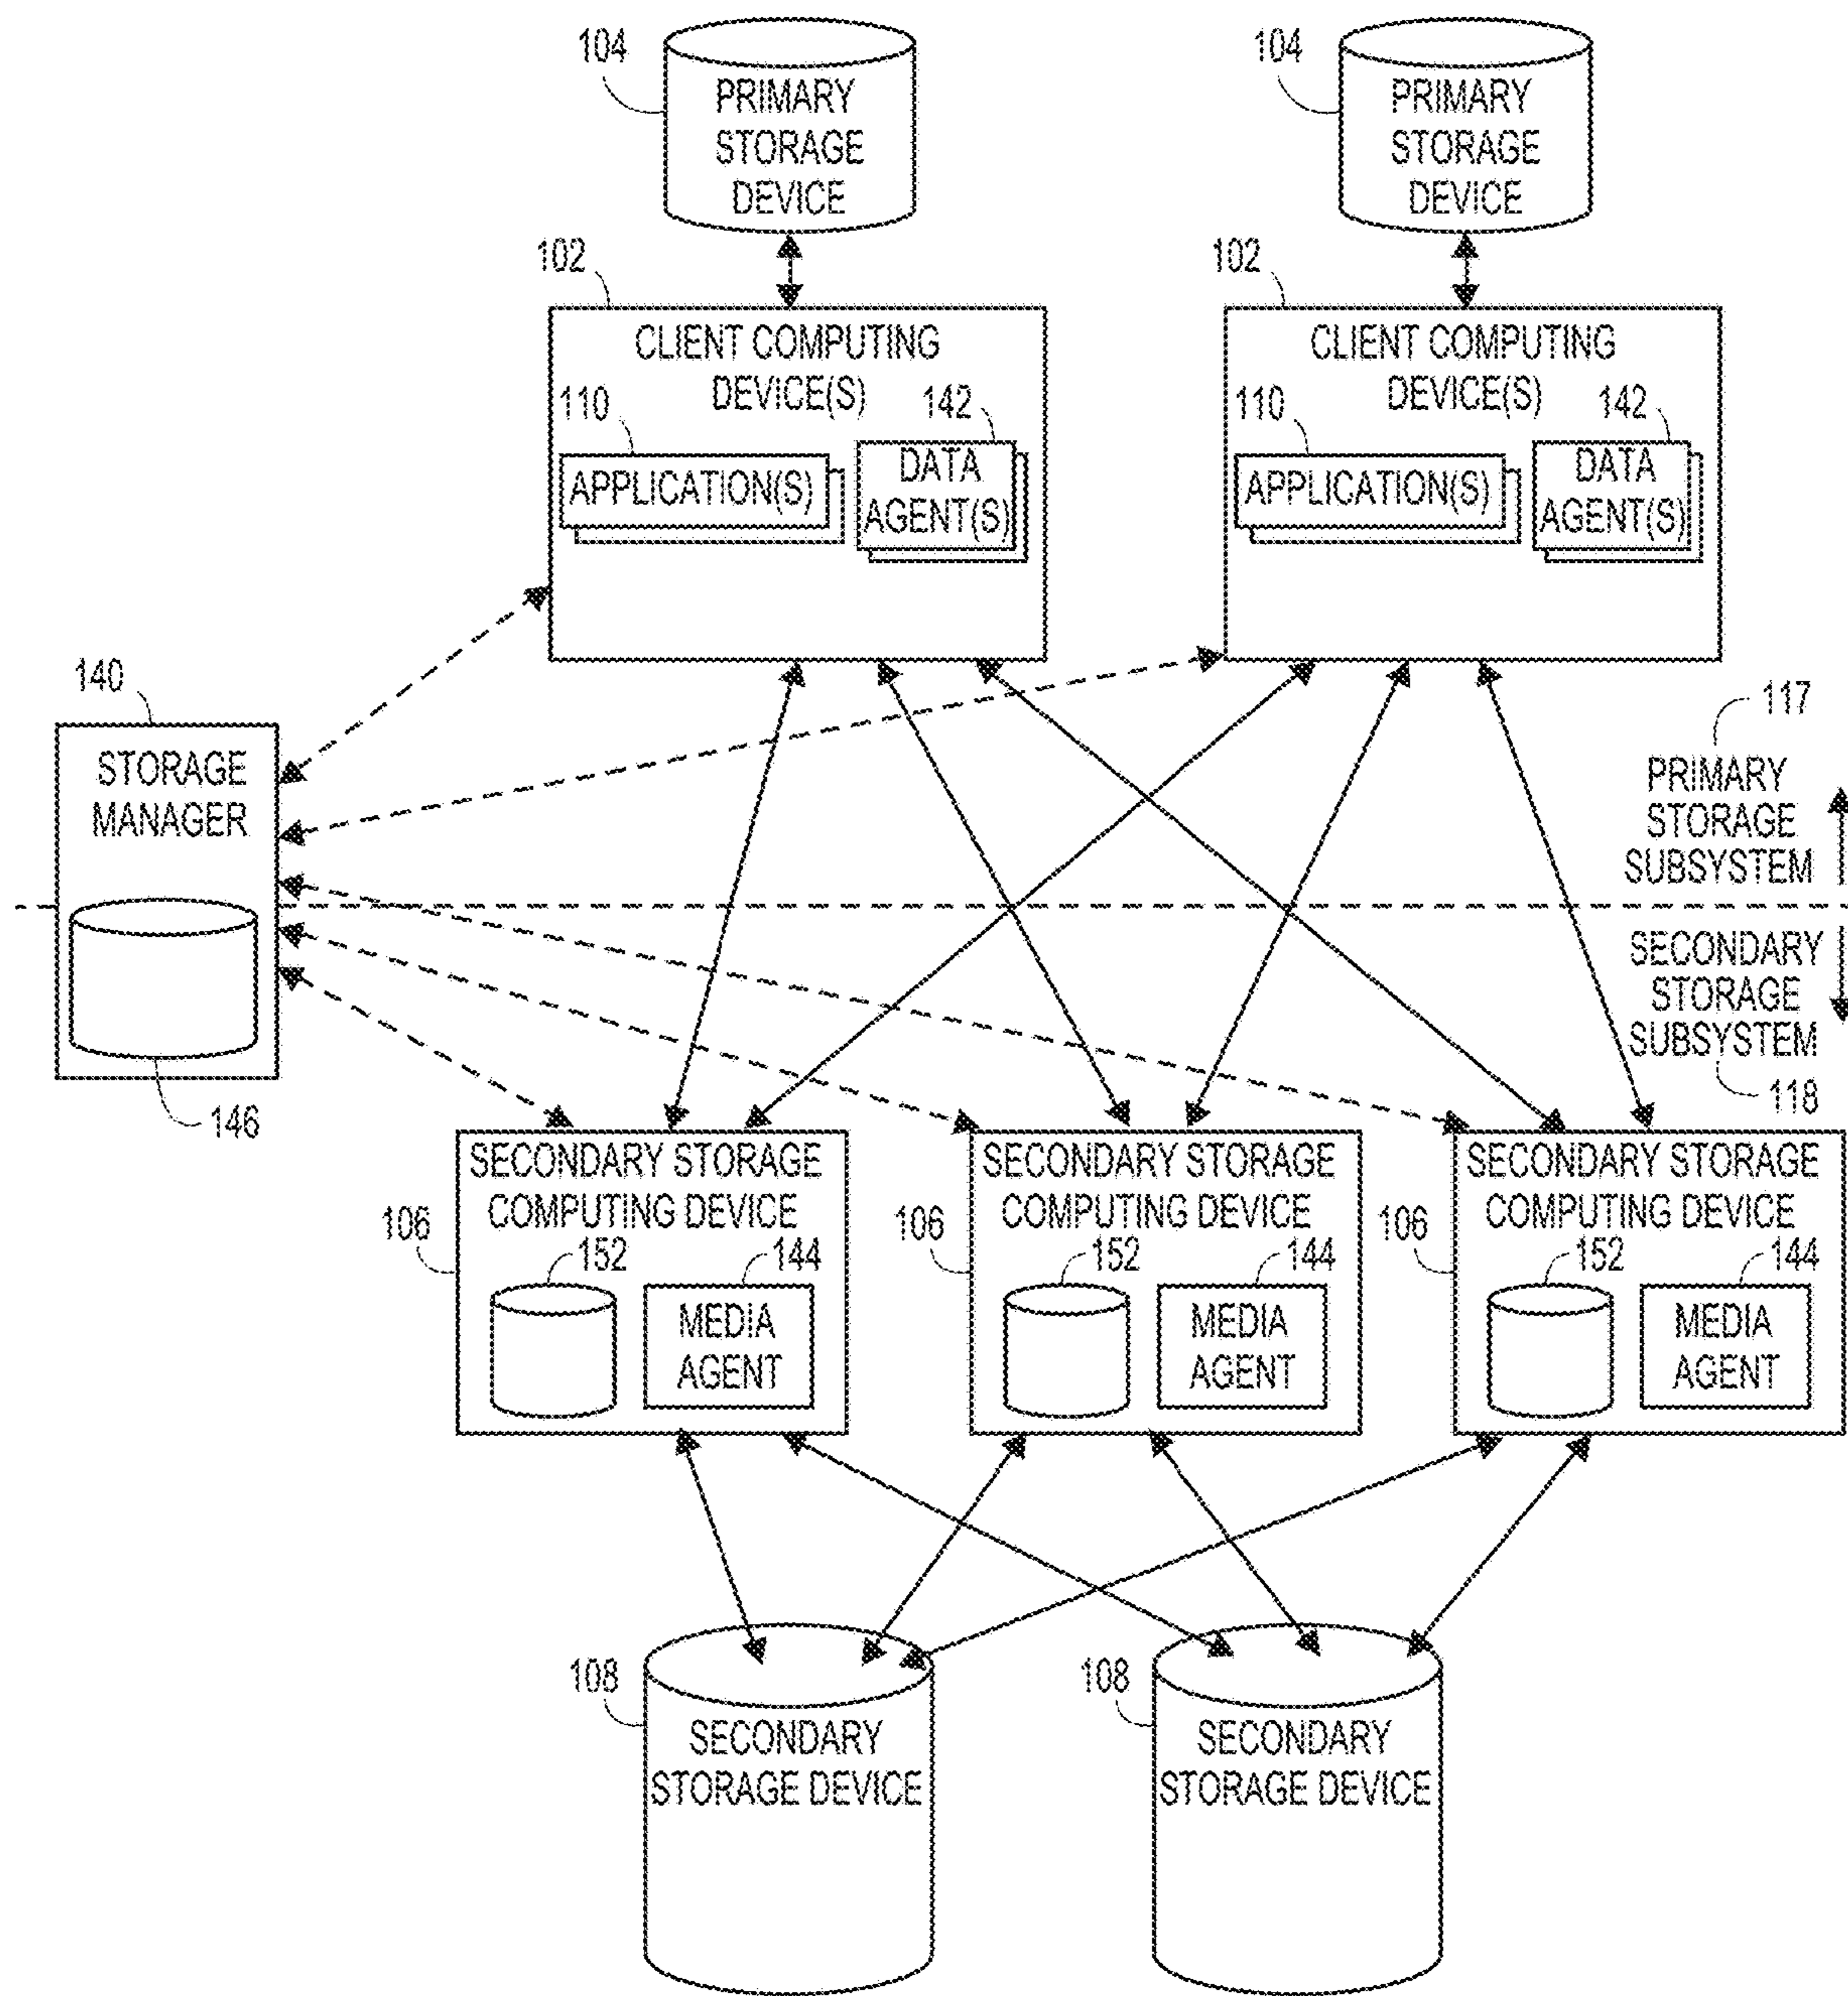 104
PRIMARY
STORAGE
DEVICE
104
PRIMARY
STORAGE
DEVICE
102
CLIENT COMPUTING
DEVICE(S)
110
142
APPLICATION(S)
DATA
AGENT(S)
102
CLIENT COMPUTING
DEVICE(S)
110
142
APPLICATION(S)
DATA
AGENT(S)
140
STORAGE
MANAGER
146
117
PRIMARY
STORAGE
SUBSYSTEM
SECONDARY
STORAGE
SUBSYSTEM
118
SECONDARY STORAGE
COMPUTING DEVICE
106
152
144
MEDIA
AGENT
SECONDARY STORAGE
COMPUTING DEVICE
106
152
144
MEDIA
AGENT
SECONDARY STORAGE
COMPUTING DEVICE
106
152
144
MEDIA
AGENT
108
SECONDARY
STORAGE DEVICE
108
SECONDARY
STORAGE DEVICE